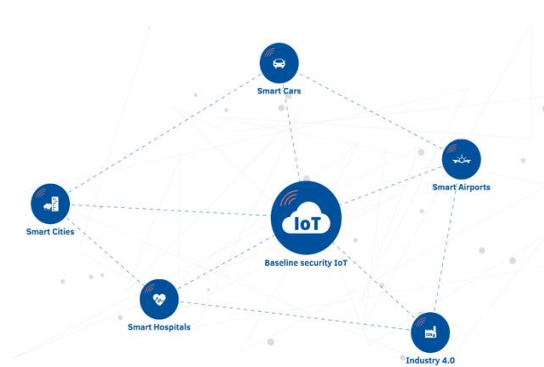 Smart Cars
Smart Airports
Smart Cities
IoT
Baseline security IoT
Smart Hospitals
Industry 4.0